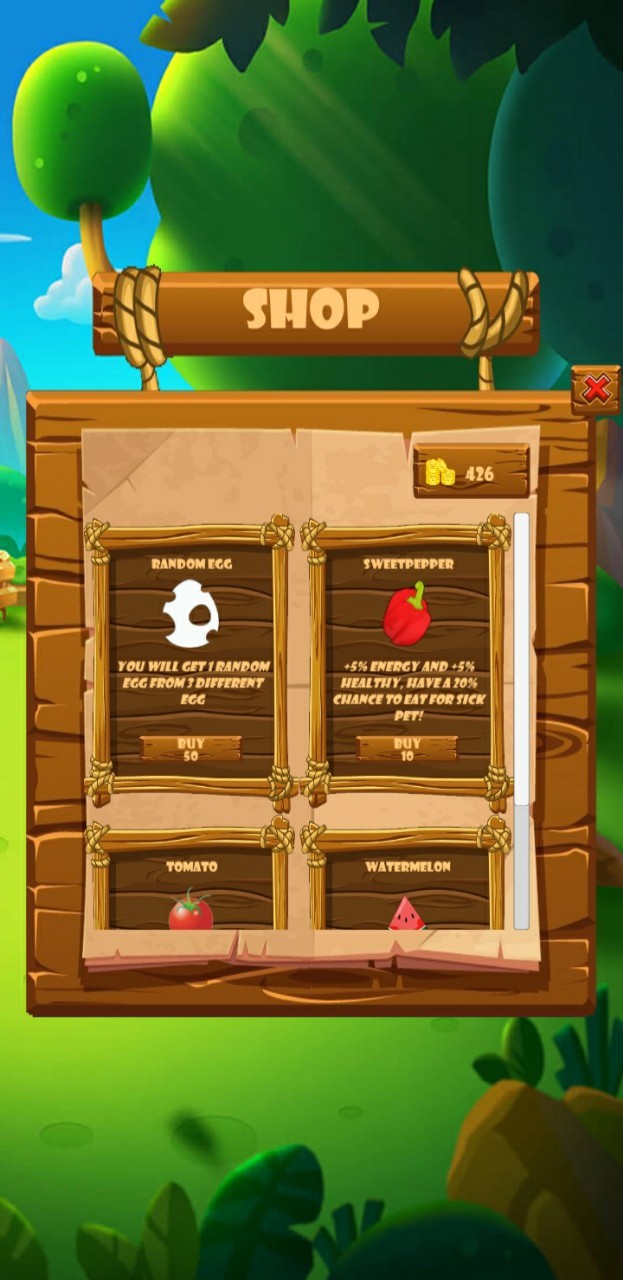 SHOP
426
RANDOM EGG
YOU WILL GET 1 RANDOM
EGG FROM 3 DIFFERENT
EGG
BUY
50
SWEETPEPPER
+5% ENERGY AND +5%
HEALTHY, HAVE A 20%
CHANCE TO EAT FOR SICK
PET!
BUY
10
TOMATO
WATERMELON